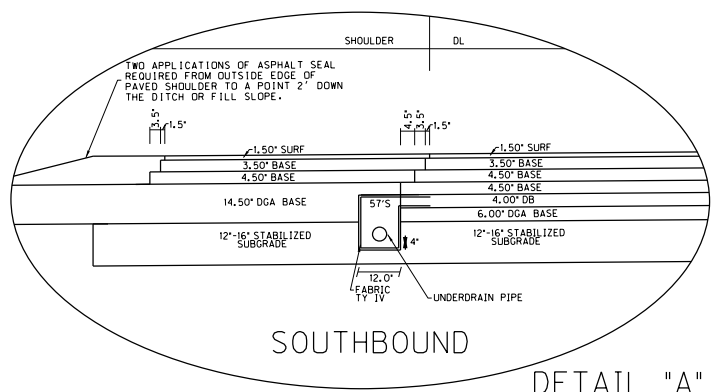 SHOULDER DL
TWO APPLICATIONS OF ASPHALT SEAL
REQUIRED FROM OUTSIDE EDGE OF
PAVED SHOULDER TO A POINT 2' DOWN
THE DITCH OR FILL SLOPE.
3.5"
1.5"
4.5"
3.5"
1.5"
1.50" SURF
1.50" SURF
3.50" BASE
3.50" BASE
4.50" BASE
4.50" BASE
4.50" BASE
14.50" DGA BASE
57'S
4.00" DB
6.00" DGA BASE
12"-16" STABILIZED
SUBGRADE
12"-16" STABILIZED
SUBGRADE
4"
12.0"
FABRIC
TY IV
UNDERDRAIN PIPE
SOUTHBOUND
DETAIL "A"